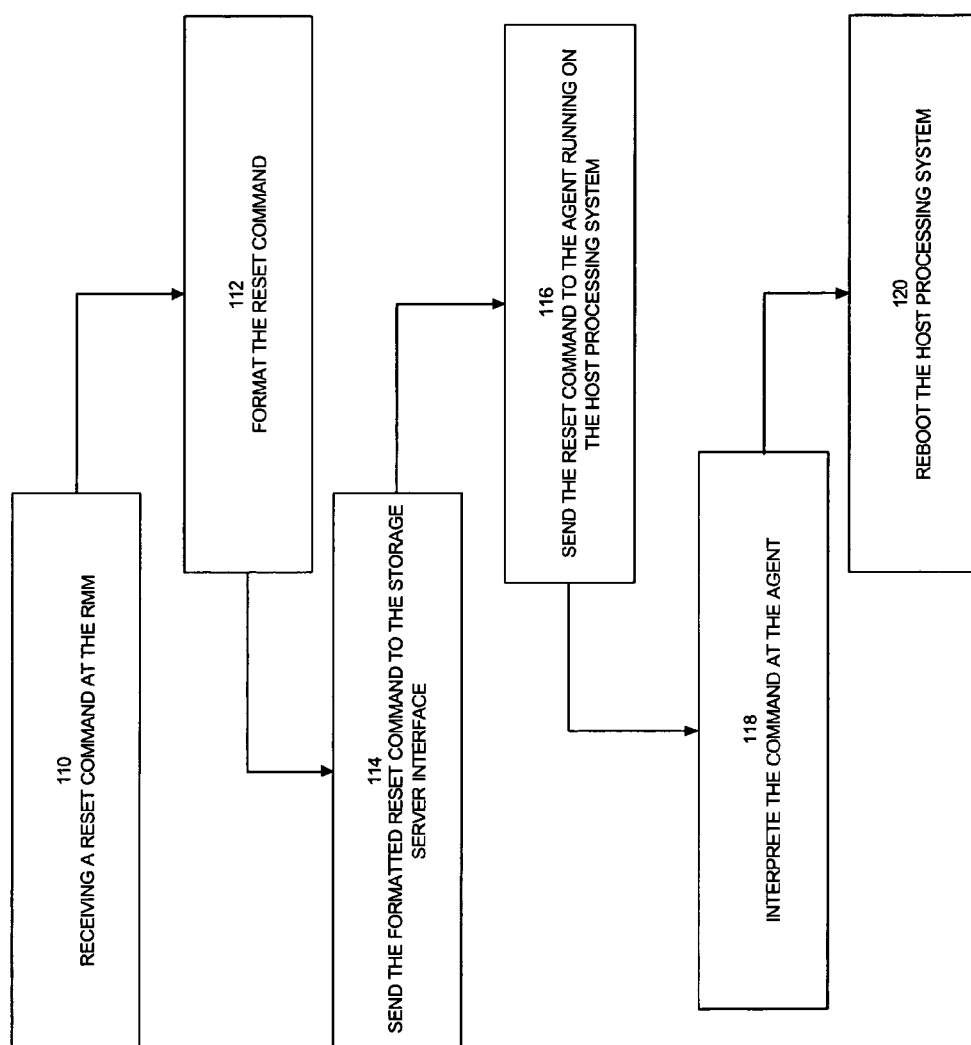 110
RECEIVING A RESET COMMAND AT THE RMM
112
FORMAT THE RESET COMMAND
114
SEND THE FORMATTED RESET COMMAND TO THE STORAGE
SERVER INTERFACE
116
SEND THE RESET COMMAND TO THE AGENT RUNNING ON
THE HOST PROCESSING SYSTEM
118
INTERPRETE THE COMMAND AT THE AGENT
120
REBOOT THE HOST PROCESSING SYSTEM